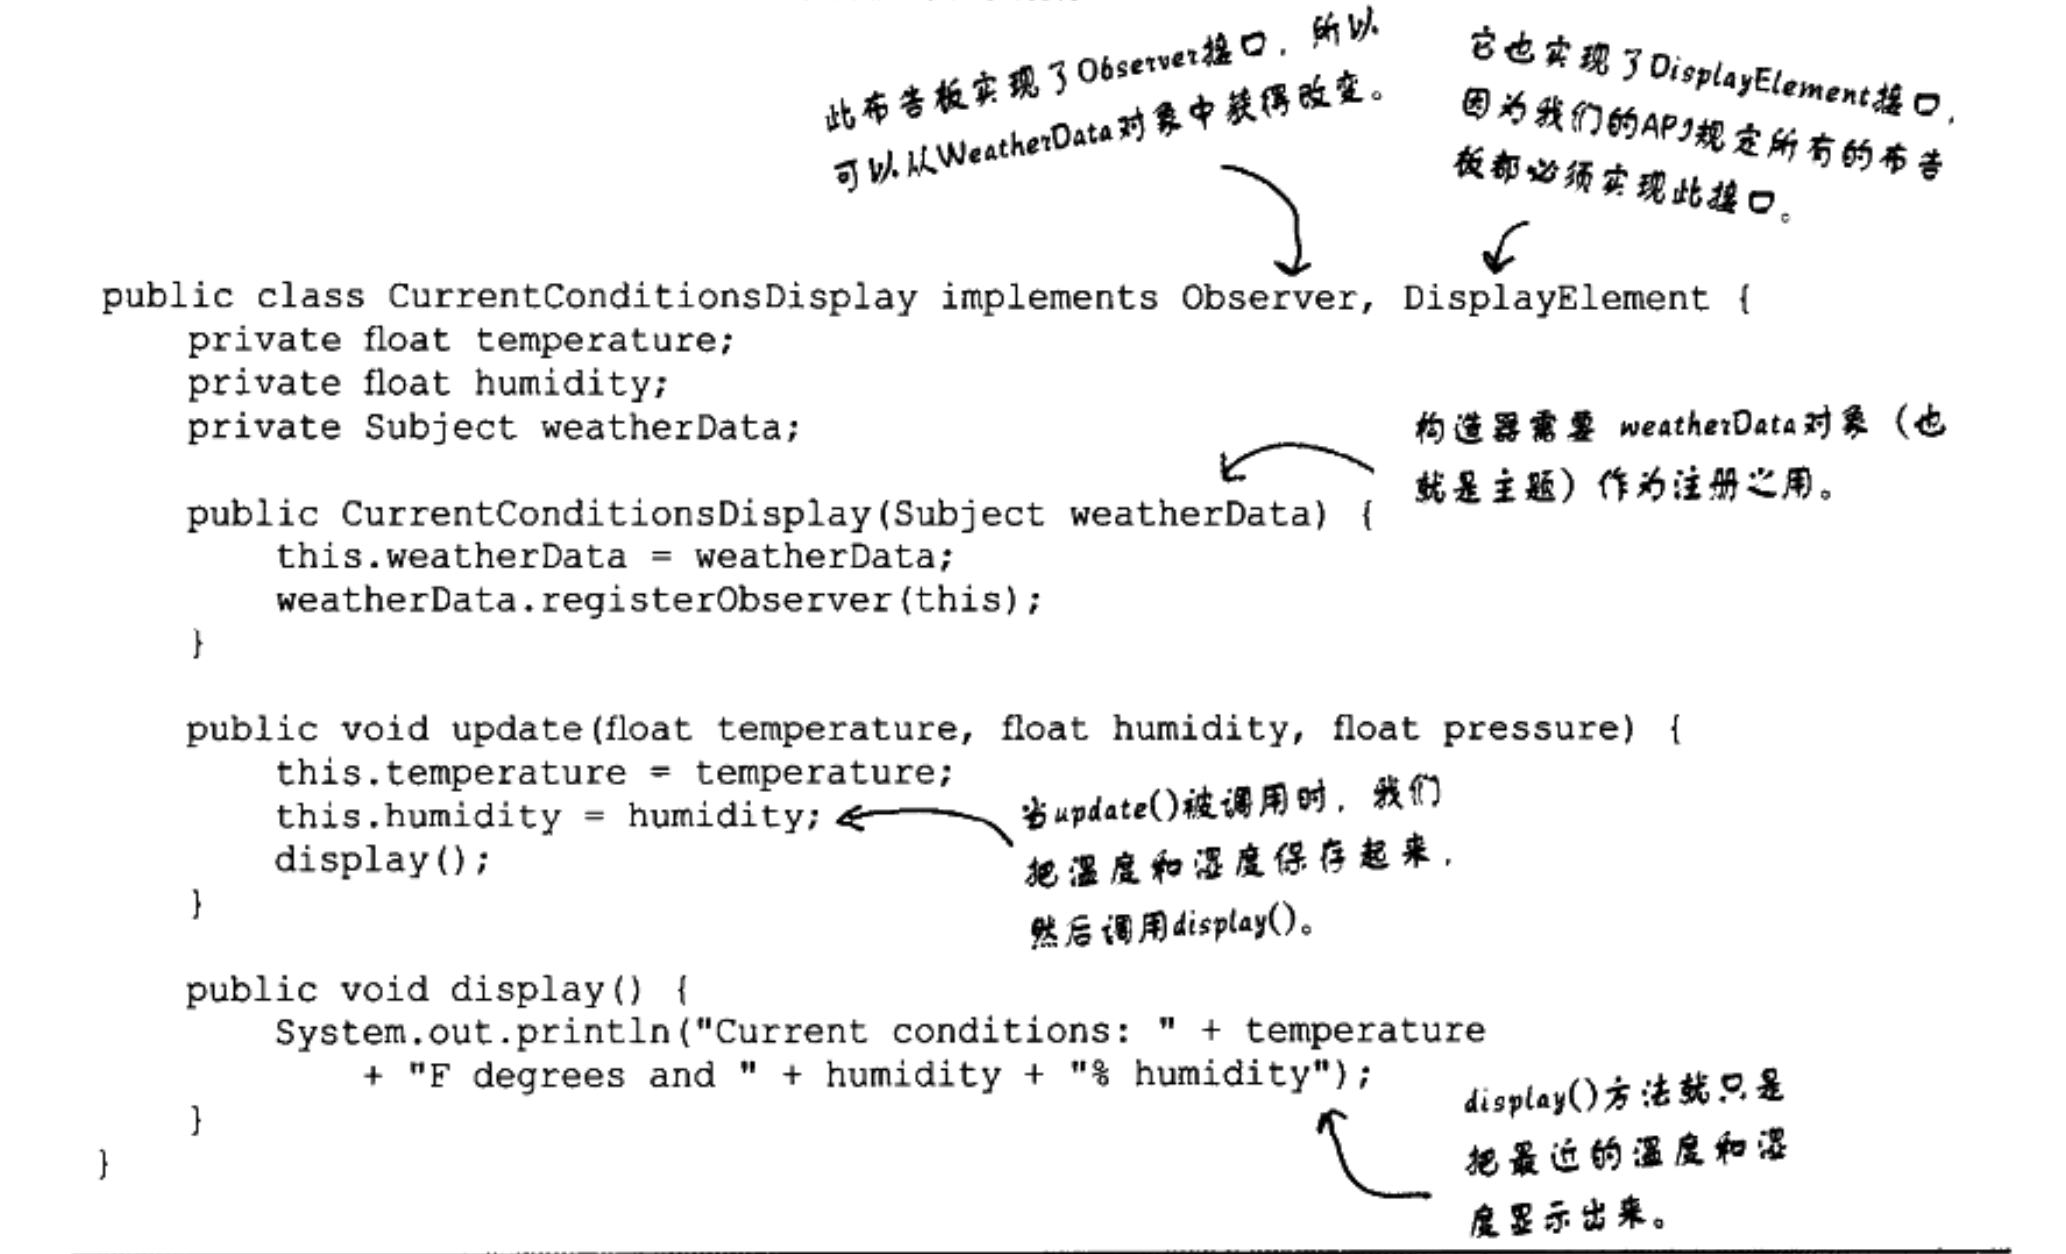 此布告板实现了Observer接口，所以
可以从WeatherData对象中获得改变。
它也实现了DisplayElement接口，
因为我们的API规定所有的布告
板都必须实现此接口。
public class CurrentConditionsDisplay implements Observer, DisplayElement {
private float temperature;
private float humidity;
private Subject weatherData;
构造器需要 weatherData对象（也
就是主题）作为注册之用。
public CurrentConditionsDisplay(Subject weatherData) {
this.weatherData = weatherData;
weatherData.registerObserver(this);
}
public void update(float temperature, float humidity, float pressure) {
this.temperature = temperature;
this.humidity = humidity;
display();
}
当update()被调用时，我们
把温度和湿度保存起来，
然后调用display()。
public void display() {
System.out.println("Current conditions: " + temperature
+ "F degrees and " + humidity + "% humidity");
}
}
display()方法就只是
把最近的温度和湿
度显示出来。